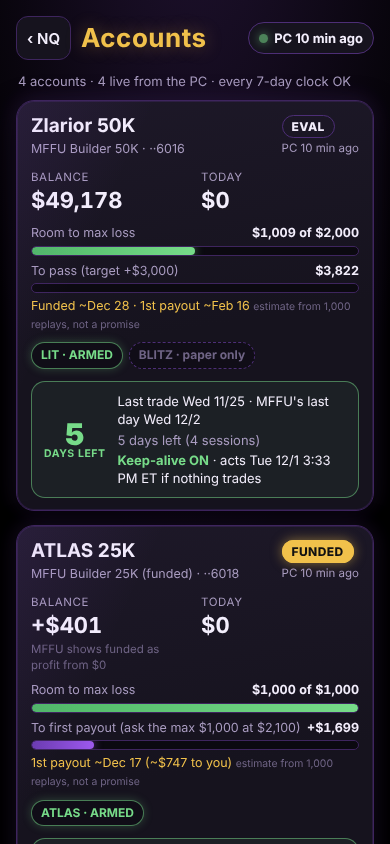 ‹ NQ
Accounts
PC 10 min ago
4 accounts · 4 live from the PC · every 7-day clock OK
Zlarior 50K
EVAL
MFFU Builder 50K · ··6016
PC 10 min ago
BALANCE
TODAY
$49,178
$0
Room to max loss
$1,009 of $2,000
To pass (target +$3,000)
$3,822
Funded ~Dec 28 · 1st payout ~Feb 16 estimate from 1,000
replays, not a promise
LIT · ARMED
BLITZ · paper only
5
DAYS LEFT
Last trade Wed 11/25 · MFFU's last
day Wed 12/2
5 days left (4 sessions)
Keep-alive ON · acts Tue 12/1 3:33
PM ET if nothing trades
ATLAS 25K
FUNDED
MFFU Builder 25K (funded) · ··6018
PC 10 min ago
BALANCE
TODAY
+$401
$0
MFFU shows funded as
profit from $0
Room to max loss
$1,000 of $1,000
To first payout (ask the max $1,000 at $2,100)
+$1,699
1st payout ~Dec 17 (~$747 to you) estimate from 1,000
replays, not a promise
ATLAS · ARMED